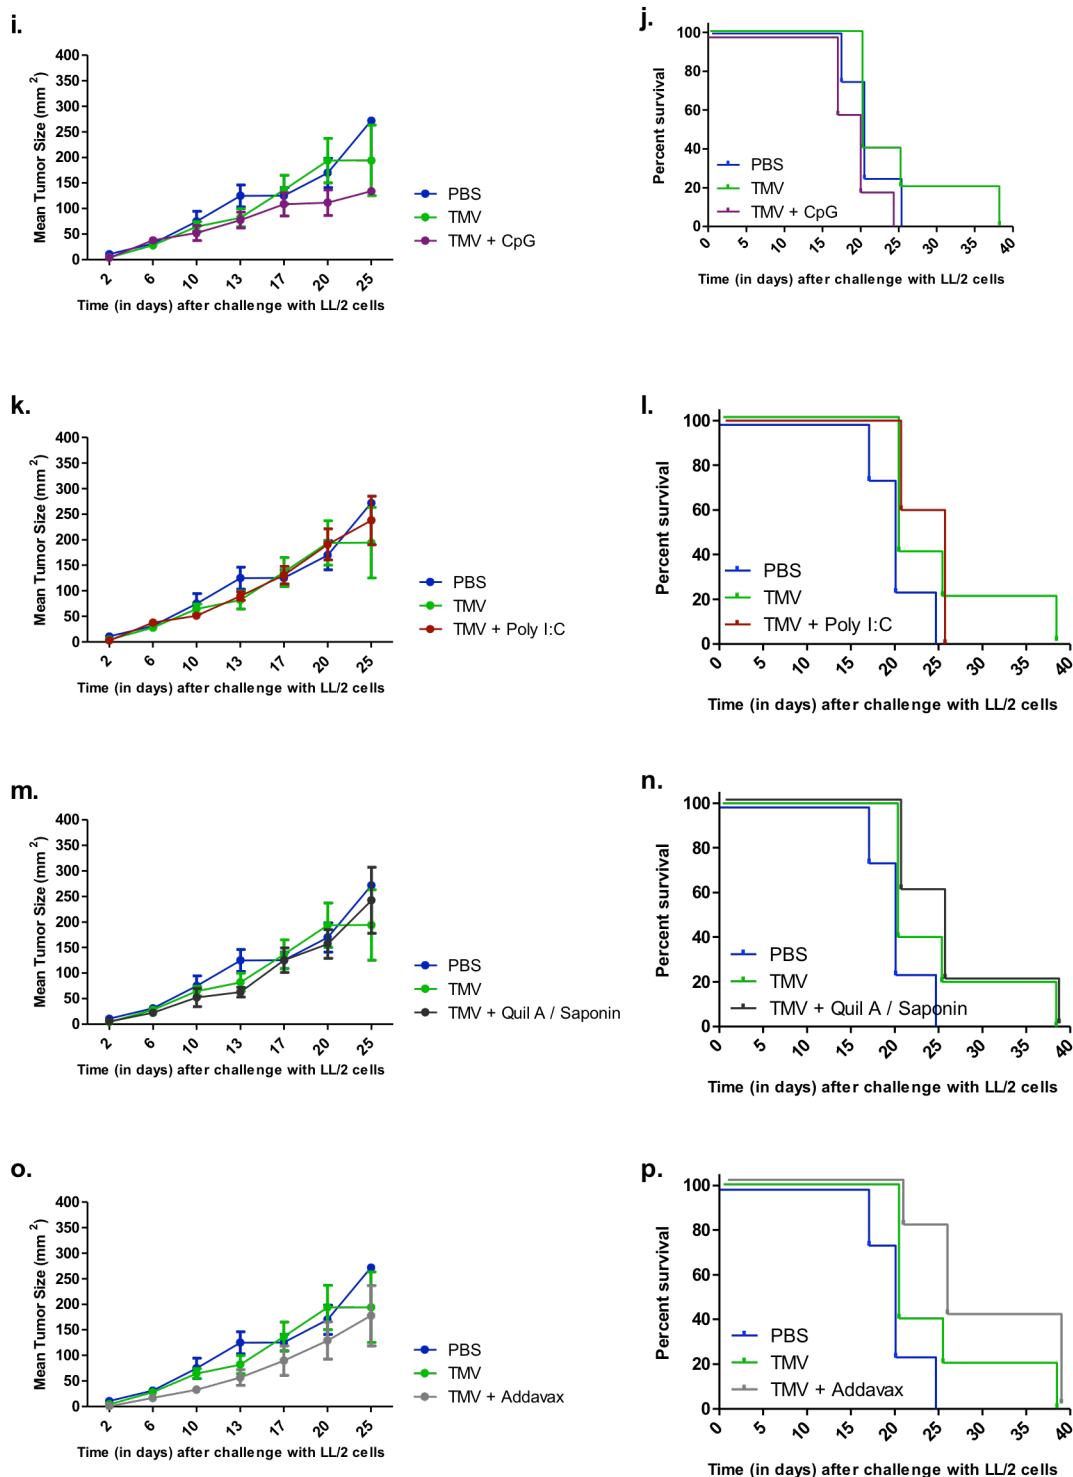 i.
Mean Tumor Size (mm 2)
400
350
300
250
200
150
100
50
0
2 6 10 13 17 20 25
Time (in days) after challenge with LL/2 cells
PBS
TMV
TMV + CpG
j.
Percent survival
100
80
60
40
20
0
0 5 10 15 20 25 30 35 40
Time (in days) after challenge with LL/2 cells
PBS
TMV
TMV + CpG
k.
Mean Tumor Size (mm 2)
400
350
300
250
200
150
100
50
0
2 6 10 13 17 20 25
Time (in days) after challenge with LL/2 cells
PBS
TMV
TMV + Poly I:C
l.
Percent survival
100
80
60
40
20
0
0 5 10 15 20 25 30 35 40
Time (in days) after challenge with LL/2 cells
PBS
TMV
TMV + Poly I:C
m.
Mean Tumor Size (mm 2)
400
350
300
250
200
150
100
50
0
2 6 10 13 17 20 25
Time (in days) after challenge with LL/2 cells
PBS
TMV
TMV + Quil A / Saponin
n.
Percent survival
100
80
60
40
20
0
0 5 10 15 20 25 30 35 40
Time (in days) after challenge with LL/2 cells
PBS
TMV
TMV + Quil A / Saponin
o.
Mean Tumor Size (mm 2)
400
350
300
250
200
150
100
50
0
2 6 10 13 17 20 25
Time (in days) after challenge with LL/2 cells
PBS
TMV
TMV + Addavax
p.
Percent survival
100
80
60
40
20
0
0 5 10 15 20 25 30 35 40
Time (in days) after challenge with LL/2 cells
PBS
TMV
TMV + Addavax